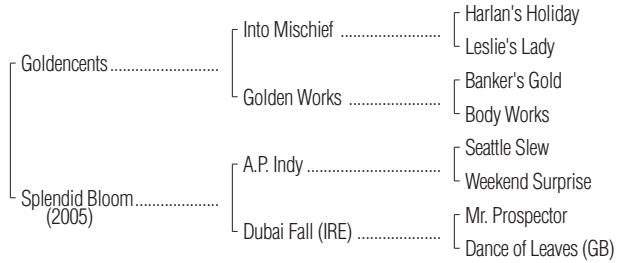 Harlan's Holiday
Into Mischief
Leslie's Lady
Goldencents
Banker's Gold
Golden Works
Body Works
Seattle Slew
A.P. Indy
Weekend Surprise
Splendid Bloom
(2005)
Mr. Prospector
Dubai Fall (IRE)
Dance of Leaves (GB)